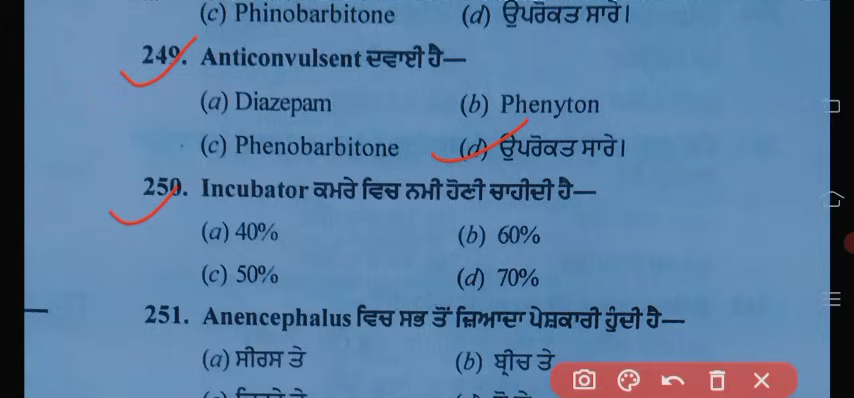 (c) Phinobarbitone (d) ਉਪਰੋਕਤ ਸਾਰੇ।
249. Anticonvulsent ਦਵਾਈ ਹੈ—
(a) Diazepam (b) Phenyton
(c) Phenobarbitone (d) ਉਪਰੋਕਤ ਸਾਰੇ।
250. Incubator ਕਮਰੇ ਵਿਚ ਨਮੀ ਹੋਣੀ ਚਾਹੀਦੀ ਹੈ—
(a) 40% (b) 60%
(c) 50% (d) 70%
251. Anencephalus ਵਿਚ ਸਭ ਤੋਂ ਜ਼ਿਆਦਾ ਪੇਸ਼ਕਾਰੀ ਹੁੰਦੀ ਹੈ—
(a) ਸੀਰਸ ਤੇ (b) ਬ੍ਰੀਚ ਤੇ